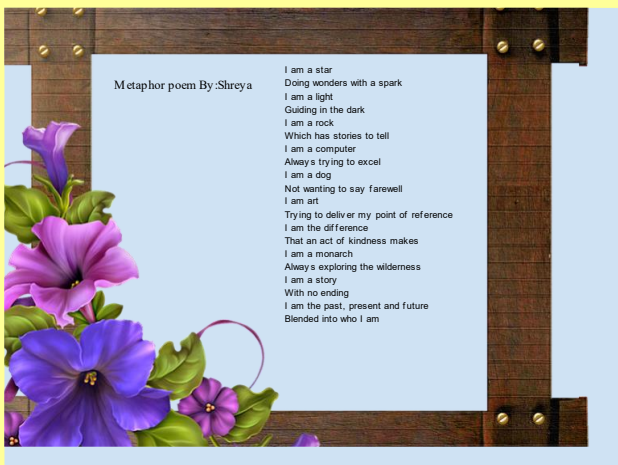 Metaphor poem By:Shreya
I am a star
Doing wonders with a spark
I am a light
Guiding in the dark
I am a rock
Which has stories to tell
I am a computer
Always trying to excel
I am a dog
Not wanting to say farewell
I am art
Trying to deliver my point of reference
I am the difference
That an act of kindness makes
I am a monarch
Always exploring the wilderness
I am a story
With no ending
I am the past, present and future
Blended into who I am